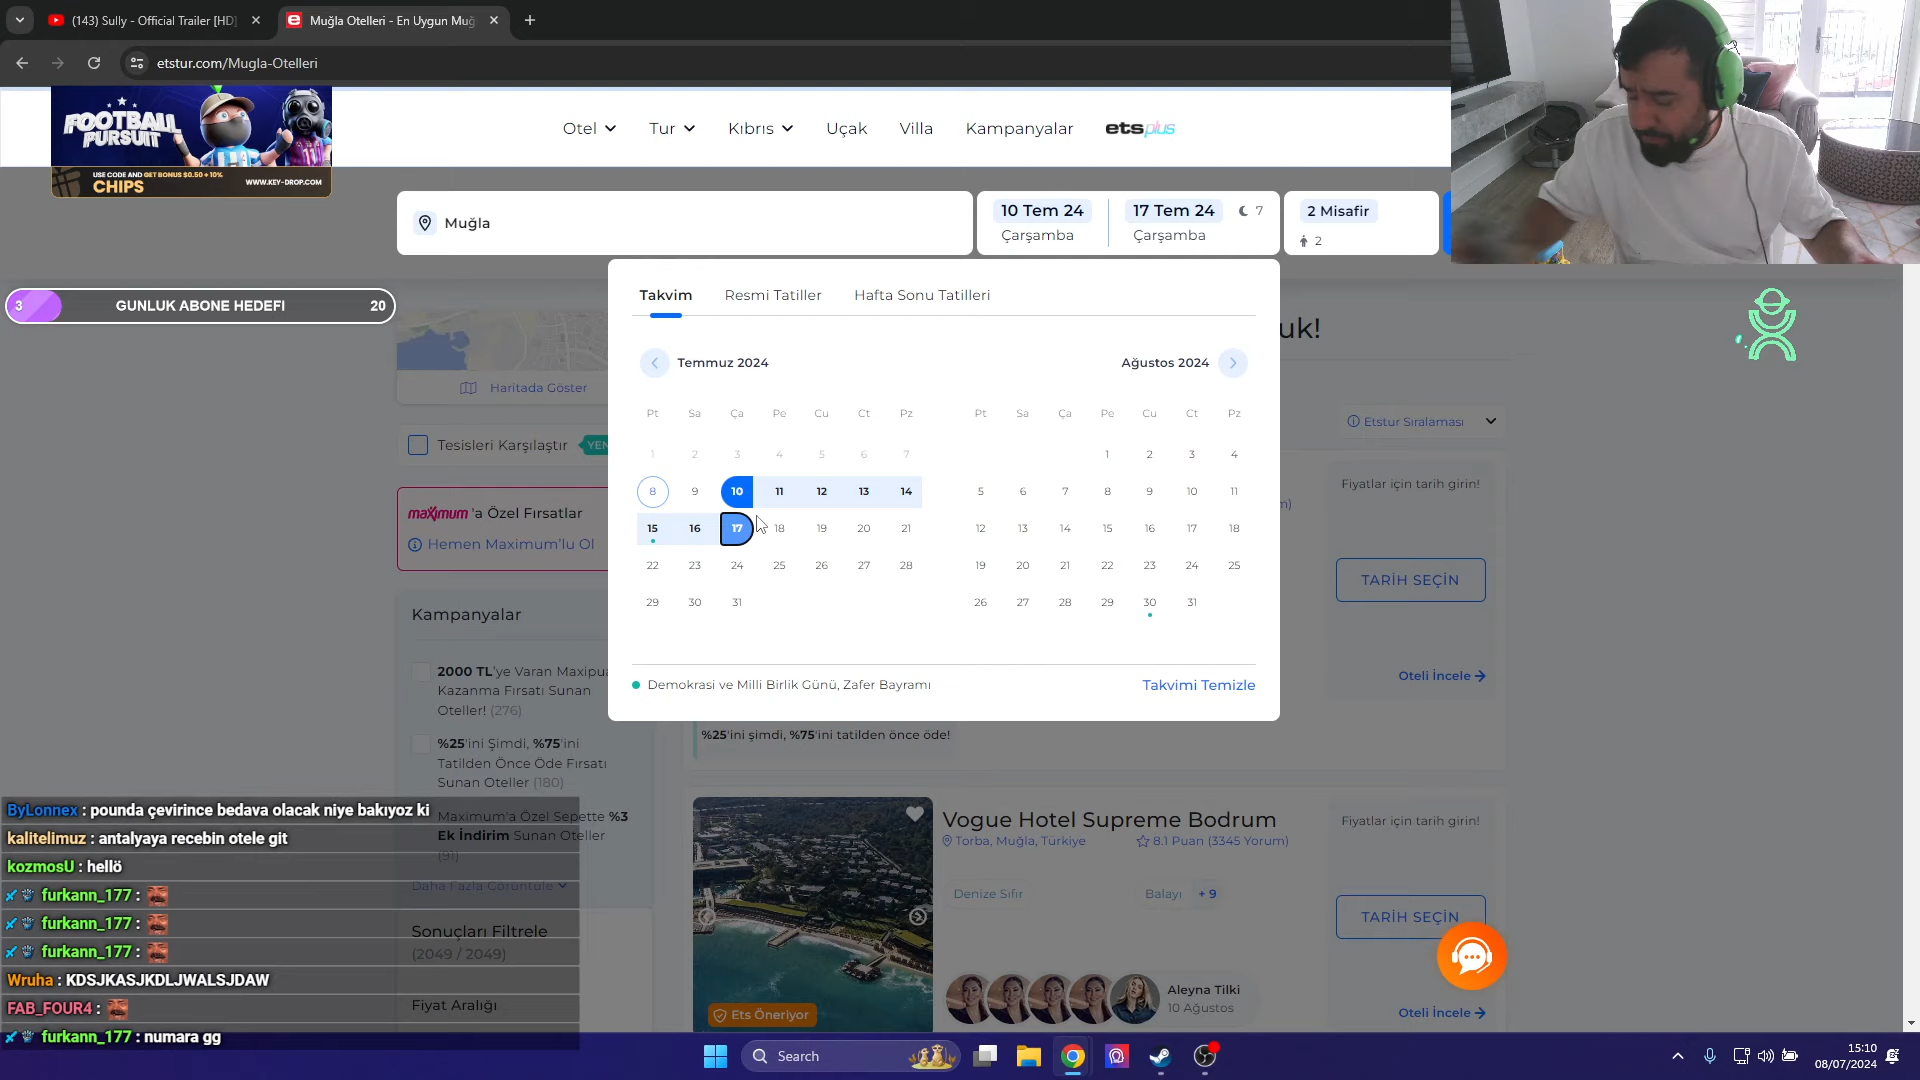 (143) Sully - Official Trailer [HD]
Muğla Otelleri - En Uygun Muğ
etstur.com/Mugla-Otelleri
FOOTBALL
PURSUIT
USE CODE AND GET BONUS $0.50 + 10%
CHIPS
WWW.KEY-DROP.COM
Otel
Tur
Kıbrıs
Uçak
Villa
Kampanyalar
etsplus
Muğla
10 Tem 24
Çarşamba
17 Tem 24
Çarşamba
7
2 Misafir
2
3 GUNLUK ABONE HEDEFI 20
Takvim
Resmi Tatiller
Hafta Sonu Tatilleri
uk!
Haritada Göster
Tesisleri Karşılaştır
YEN
Etstur Sıralaması
Temmuz 2024
Ağustos 2024
Pt Sa Ça Pe Cu Ct Pz
Pt Sa Ça Pe Cu Ct Pz
1 2 3 4 5 6 7
1 2 3 4
8 9 10 11 12 13 14
5 6 7 8 9 10 11
15 16 17 18 19 20 21
12 13 14 15 16 17 18
22 23 24 25 26 27 28
19 20 21 22 23 24 25
29 30 31
26 27 28 29 30 31
Demokrasi ve Milli Birlik Günü, Zafer Bayramı
Takvimi Temizle
maximum'a Özel Fırsatlar
Hemen Maximum'lu Ol
Kampanyalar
2000 TL'ye Varan Maxipua
Kazanma Fırsatı Sunan
Oteller! (276)
%25'ini Şimdi, %75'ini
Tatilden Önce Öde Fırsatı
Sunan Oteller (180)
Maximum'a Özel Sepette %3
Ek İndirim Sunan Oteller
(91)
Daha Fazla Görüntüle
Sonuçları Filtrele
(2049 / 2049)
Fiyat Aralığı
Fiyatlar için tarih girin!
TARİH SEÇİN
Oteli İncele
%25'ini şimdi, %75'ini tatilden önce öde!
Vogue Hotel Supreme Bodrum
Torba, Muğla, Türkiye
8.1 Puan (3345 Yorum)
Denize Sıfır
Balayı
+ 9
Ets Öneriyor
Aleyna Tilki
10 Ağustos
Fiyatlar için tarih girin!
TARİH SEÇİN
Oteli İncele
ByLonnex : pounda çevirince bedava olacak niye bakıyoz ki
kalitelimuz : antalyaya recebin otele git
kozmosU : hellö
furkann_177 :
furkann_177 :
furkann_177 :
Wruha : KDSJKASJKDLJWALSJDAW
FAB_FOUR4 :
furkann_177 : numara gg
Search
15:10
08/07/2024